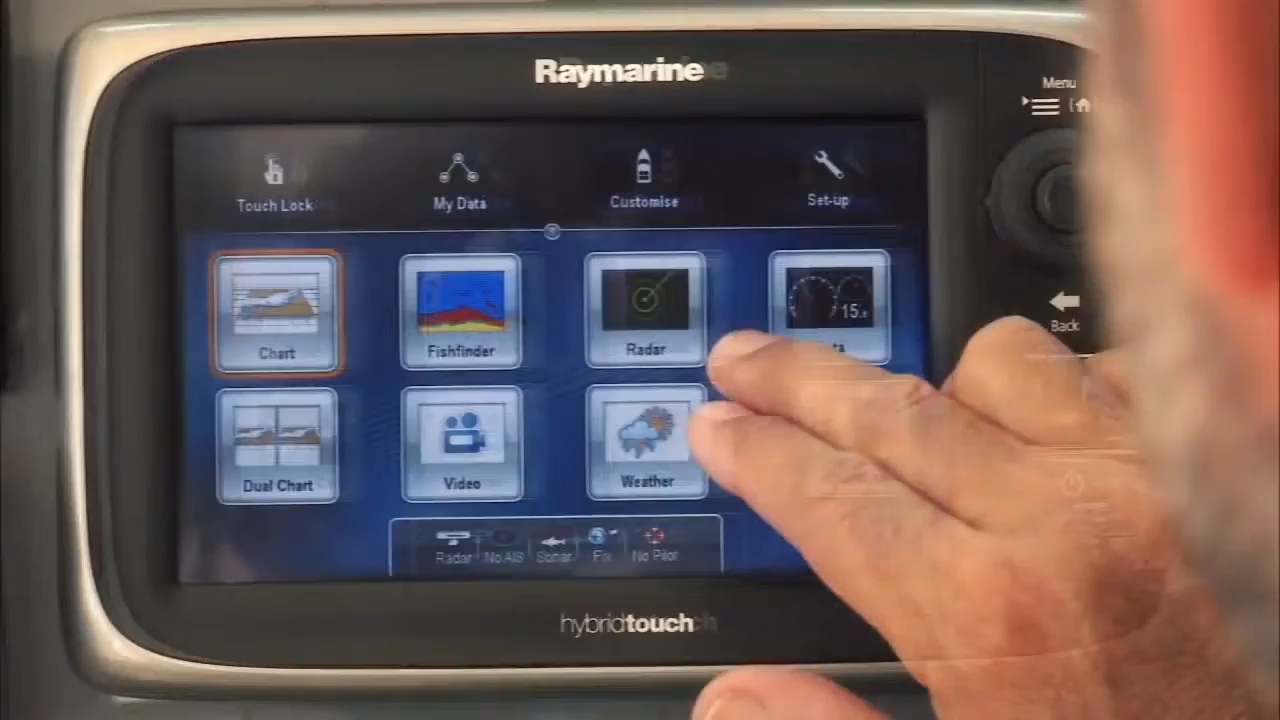 Raymarine
Menu
Touch Lock
My Data
Customise
Set-up
Chart
Fishfinder
Radar
15.
Back
Dual Chart
Video
Weather
Radar
No AIS
Sonar
Fix
No Pilot
hybridtouch